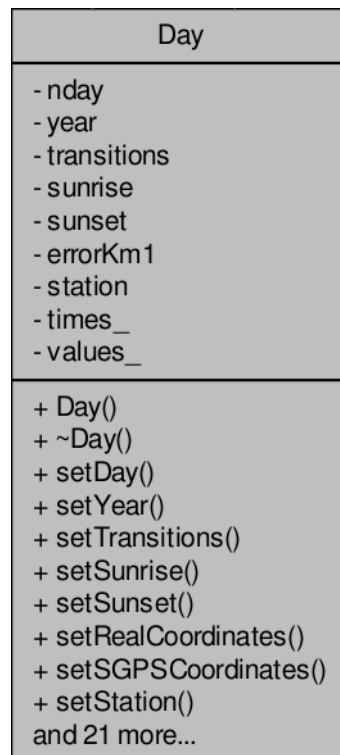 Day
- nday
- year
- transitions
- sunrise
- sunset
- errorKm1
- station
- times_
- values_
+ Day()
+ ~Day()
+ setDay()
+ setYear()
+ setTransitions()
+ setSunrise()
+ setSunset()
+ setRealCoordinates()
+ setSGPSCoordinates()
+ setStation()
and 21 more...